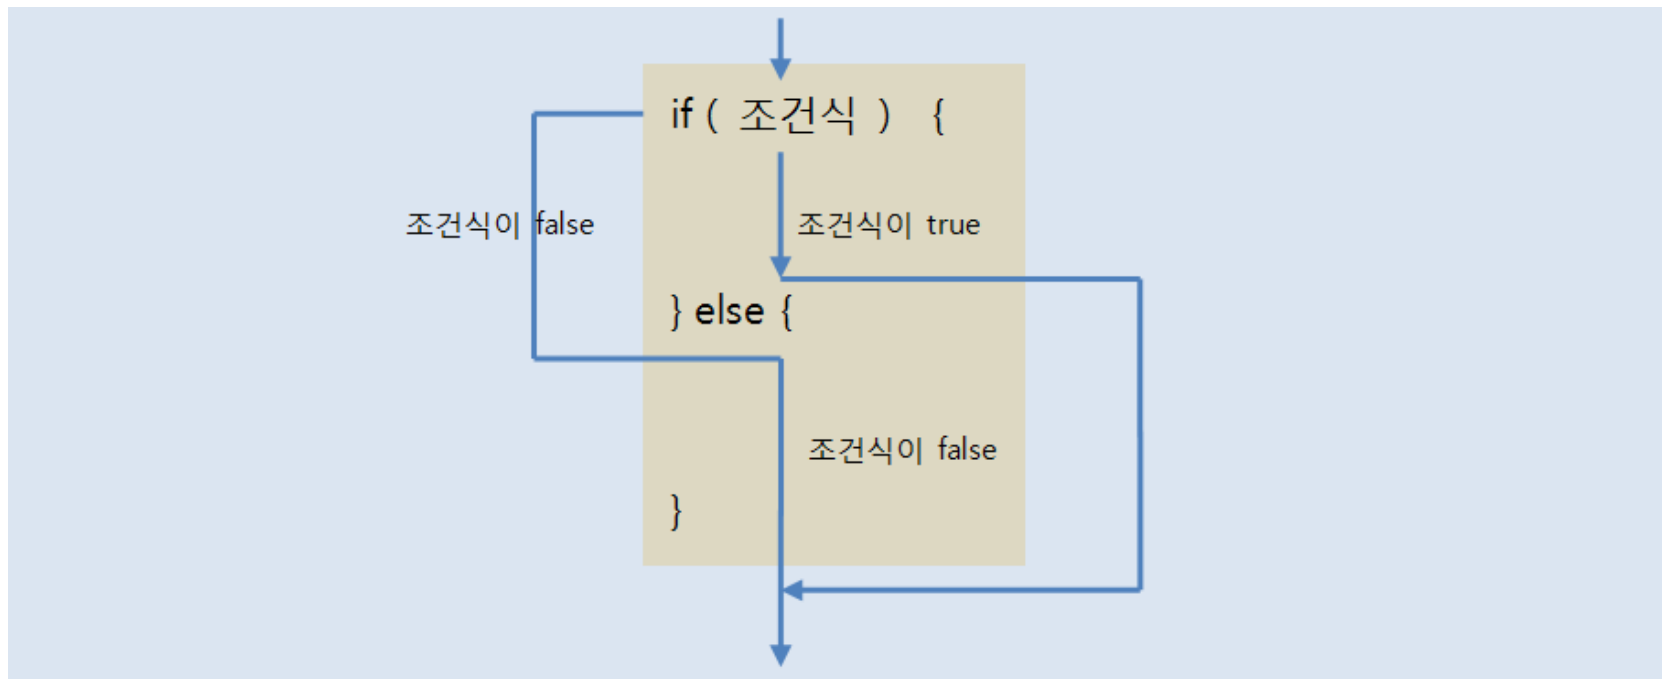 if ( 조건식 ) {
조건식이 false
조건식이 true
} else {
조건식이 false
}